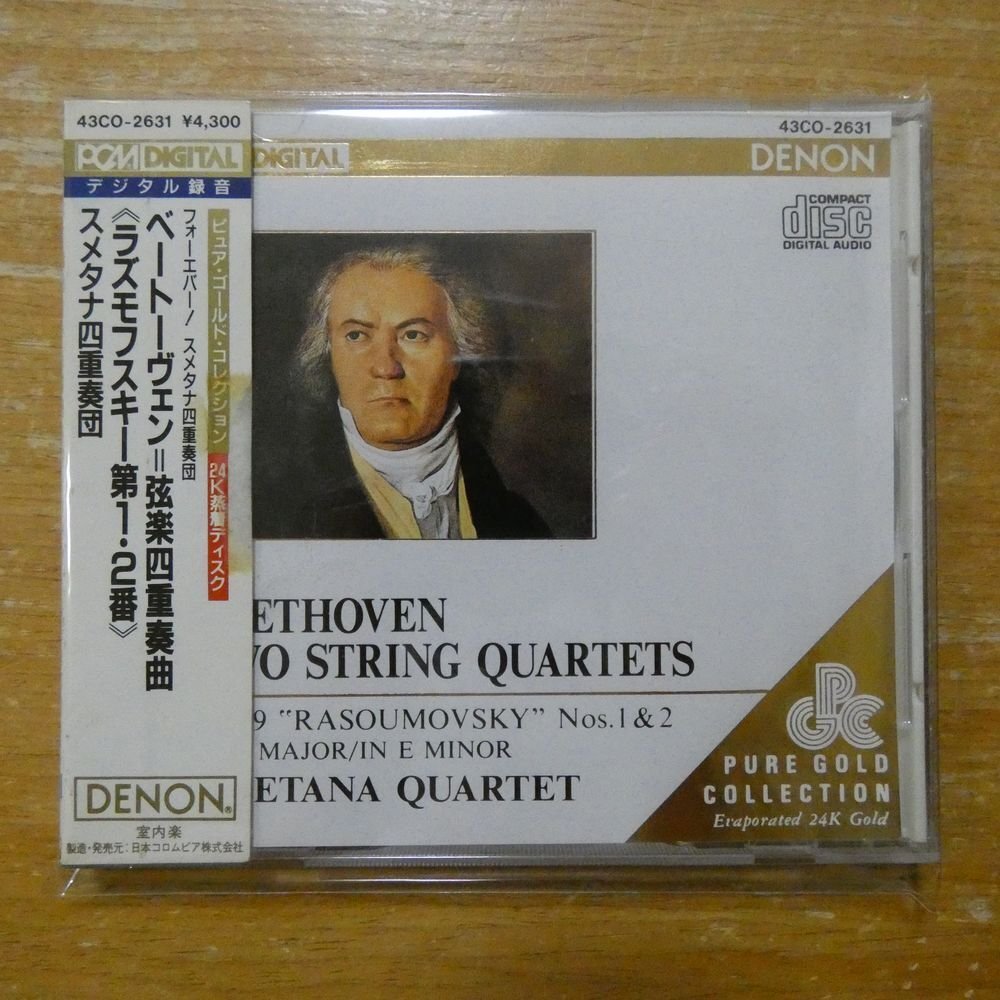 43CO-2631 ¥4,300
PCM DIGITAL
デジタル録音
ピュア・ゴールド・コレクション 24K蒸着ディスク
フォーエバー! スメタナ四重奏団
ベートーヴェン=弦楽四重奏曲
《ラズモフスキー第1・2番》
スメタナ四重奏団
DENON®
室内楽
製造・発売元:日本コロムビア株式会社
43CO-2631
DIGITAL
DENON
COMPACT
disc
DIGITAL AUDIO
ETHOVEN
WO STRING QUARTETS
9 "RASOUMOVSKY" Nos.1 & 2
MAJOR/IN E MINOR
ETANA QUARTET
PGC
PURE GOLD
COLLECTION
Evaporated 24K Gold